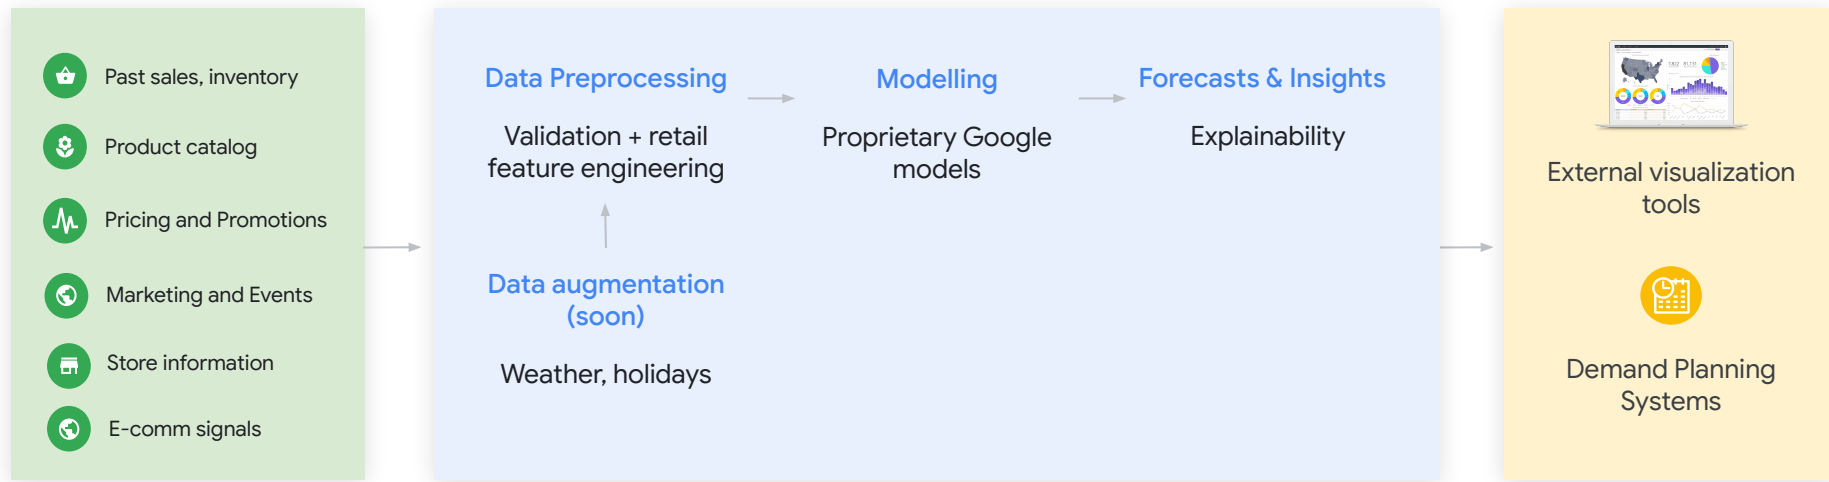 Past sales, inventory
Product catalog
Pricing and Promotions
Marketing and Events
Store information
E-comm signals
Data Preprocessing
Validation + retail
feature engineering
Data augmentation
(soon)
Weather, holidays
Modelling
Proprietary Google
models
Forecasts & Insights
Explainability
External visualization
tools
Demand Planning
Systems